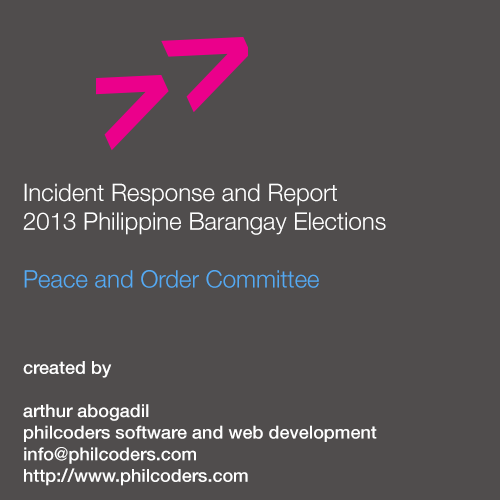 Incident Response and Report
2013 Philippine Barangay Elections
Peace and Order Committee
created by
arthur abogadil
philcoders software and web development
info@philcoders.com
http://www.philcoders.com